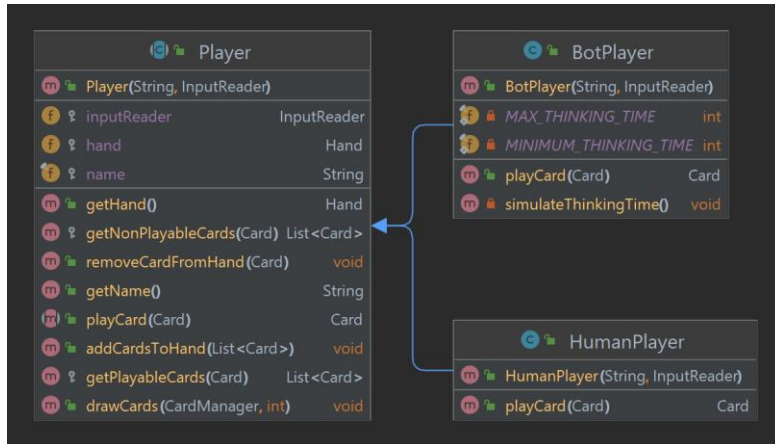 Player
Player(String, InputReader)
inputReader InputReader
hand Hand
name String
getHand() Hand
getNonPlayableCards(Card) List<Card>
removeCardFromHand(Card) void
getName() String
playCard(Card) Card
addCardsToHand(List<Card>) void
getPlayableCards(Card) List<Card>
drawCards(CardManager, int) void
BotPlayer
BotPlayer(String, InputReader)
MAX_THINKING_TIME int
MINIMUM_THINKING_TIME int
playCard(Card) Card
simulateThinkingTime() void
HumanPlayer
HumanPlayer(String, InputReader)
playCard(Card) Card